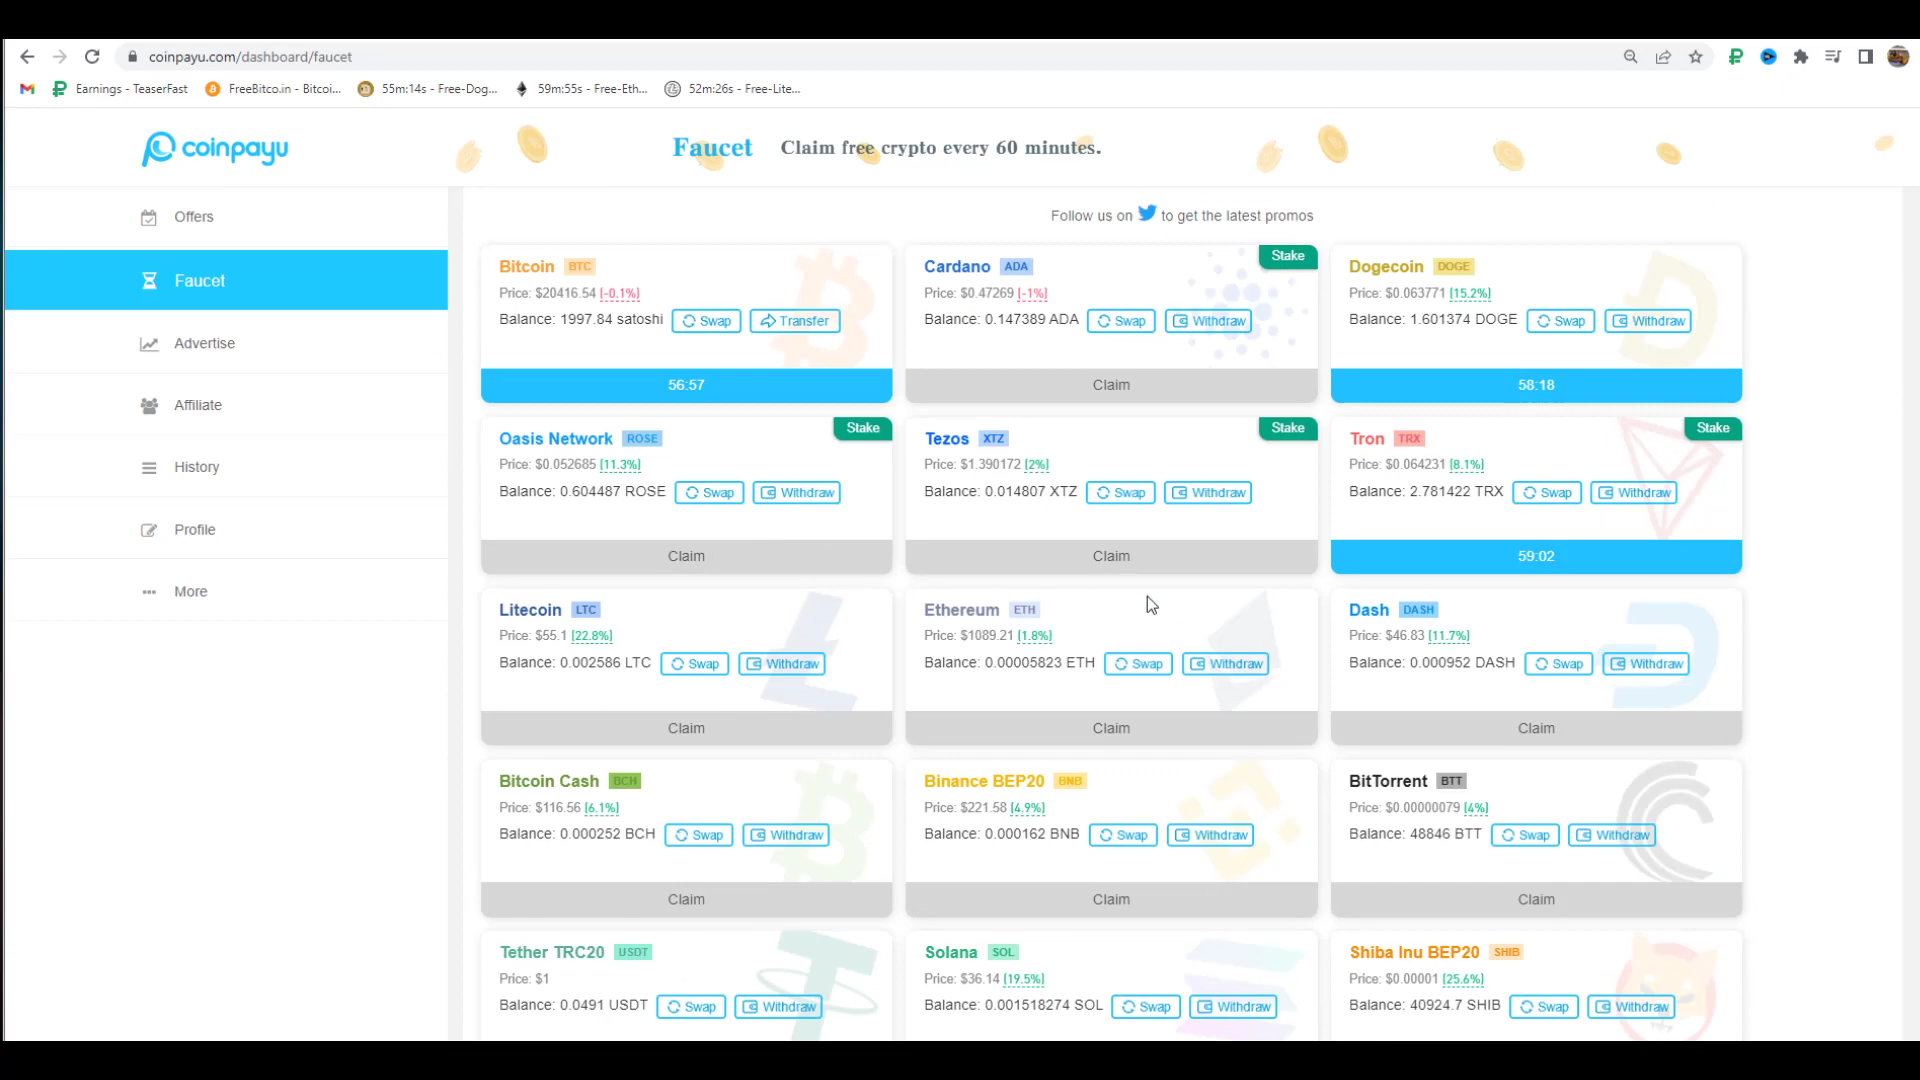 coinpayu.com/dashboard/faucet
Earnings - TeaserFast
FreeBitco.in - Bitcoi...
55m:14s - Free-Dog...
59m:55s - Free-Eth...
52m:26s - Free-Lite...
coinpayu
Faucet Claim free crypto every 60 minutes.
Offers
Faucet
Advertise
Affiliate
History
Profile
More
Follow us on to get the latest promos
Bitcoin BTC
Price: $20416.54 [-0.1%]
Balance: 1997.84 satoshi Swap Transfer
56:57
Stake
Cardano ADA
Price: $0.47269 [-1%]
Balance: 0.147389 ADA Swap Withdraw
Claim
Dogecoin DOGE
Price: $0.063771 [15.2%]
Balance: 1.601374 DOGE Swap Withdraw
58:18
Stake
Oasis Network ROSE
Price: $0.052685 [11.3%]
Balance: 0.604487 ROSE Swap Withdraw
Claim
Stake
Tezos XTZ
Price: $1.390172 [2%]
Balance: 0.014807 XTZ Swap Withdraw
Claim
Stake
Tron TRX
Price: $0.064231 [8.1%]
Balance: 2.781422 TRX Swap Withdraw
59:02
Litecoin LTC
Price: $55.1 [22.8%]
Balance: 0.002586 LTC Swap Withdraw
Claim
Ethereum ETH
Price: $1089.21 [1.8%]
Balance: 0.00005823 ETH Swap Withdraw
Claim
Dash DASH
Price: $46.83 [11.7%]
Balance: 0.000952 DASH Swap Withdraw
Claim
Bitcoin Cash BCH
Price: $116.56 [6.1%]
Balance: 0.000252 BCH Swap Withdraw
Claim
Binance BEP20 BNB
Price: $221.58 [4.9%]
Balance: 0.000162 BNB Swap Withdraw
Claim
BitTorrent BTT
Price: $0.00000079 [4%]
Balance: 48846 BTT Swap Withdraw
Claim
Tether TRC20 USDT
Price: $1
Balance: 0.0491 USDT Swap Withdraw
Solana SOL
Price: $36.14 [19.5%]
Balance: 0.001518274 SOL Swap Withdraw
Shiba Inu BEP20 SHIB
Price: $0.00001 [25.6%]
Balance: 40924.7 SHIB Swap Withdraw